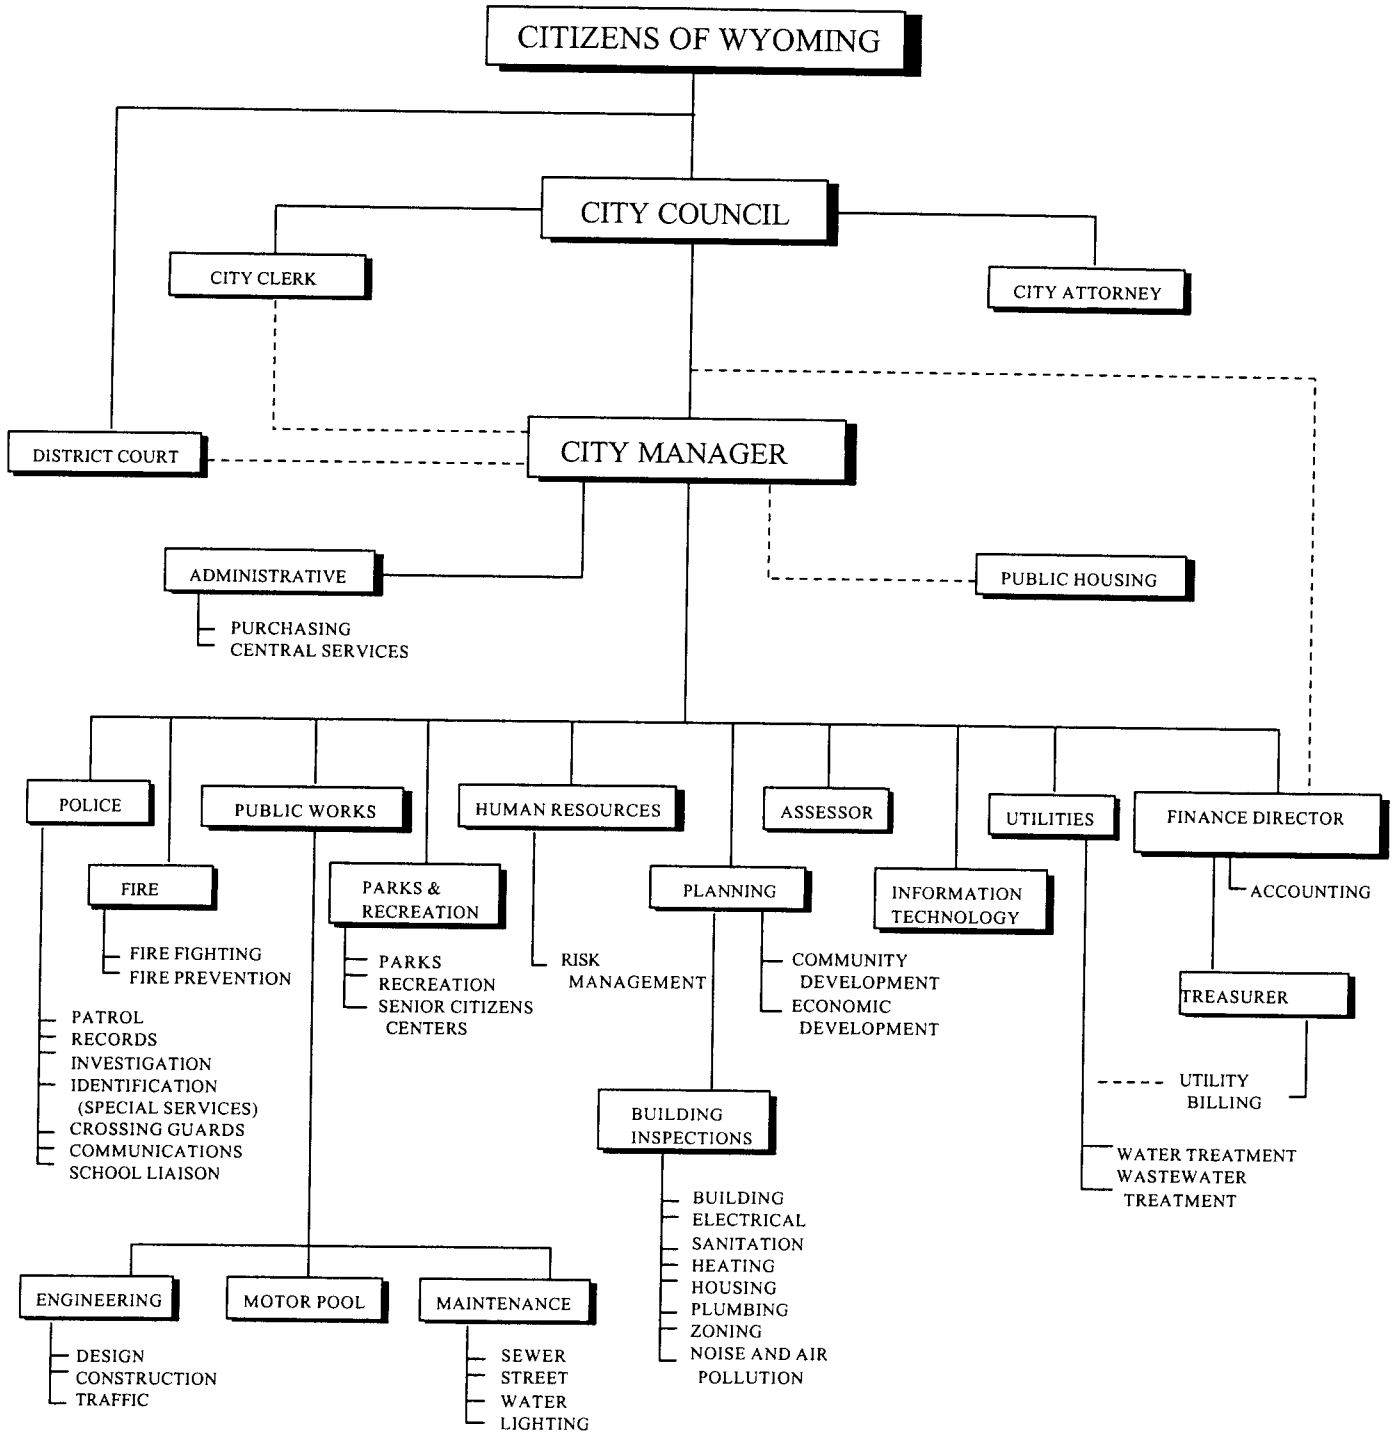 CITIZENS OF WYOMING
CITY COUNCIL
CITY CLERK
CITY ATTORNEY
DISTRICT COURT
CITY MANAGER
ADMINISTRATIVE
PURCHASING
CENTRAL SERVICES
PUBLIC HOUSING
POLICE
PATROL
RECORDS
INVESTIGATION
IDENTIFICATION
(SPECIAL SERVICES)
CROSSING GUARDS
COMMUNICATIONS
SCHOOL LIAISON
FIRE
FIRE FIGHTING
FIRE PREVENTION
PUBLIC WORKS
ENGINEERING
DESIGN
CONSTRUCTION
TRAFFIC
MOTOR POOL
MAINTENANCE
SEWER
STREET
WATER
LIGHTING
PARKS &
RECREATION
PARKS
RECREATION
SENIOR CITIZENS
CENTERS
HUMAN RESOURCES
RISK
MANAGEMENT
PLANNING
COMMUNITY
DEVELOPMENT
ECONOMIC
DEVELOPMENT
BUILDING
INSPECTIONS
BUILDING
ELECTRICAL
SANITATION
HEATING
HOUSING
PLUMBING
ZONING
NOISE AND AIR
POLLUTION
ASSESSOR
INFORMATION
TECHNOLOGY
UTILITIES
WATER TREATMENT
WASTEWATER
TREATMENT
FINANCE DIRECTOR
ACCOUNTING
TREASURER
UTILITY
BILLING